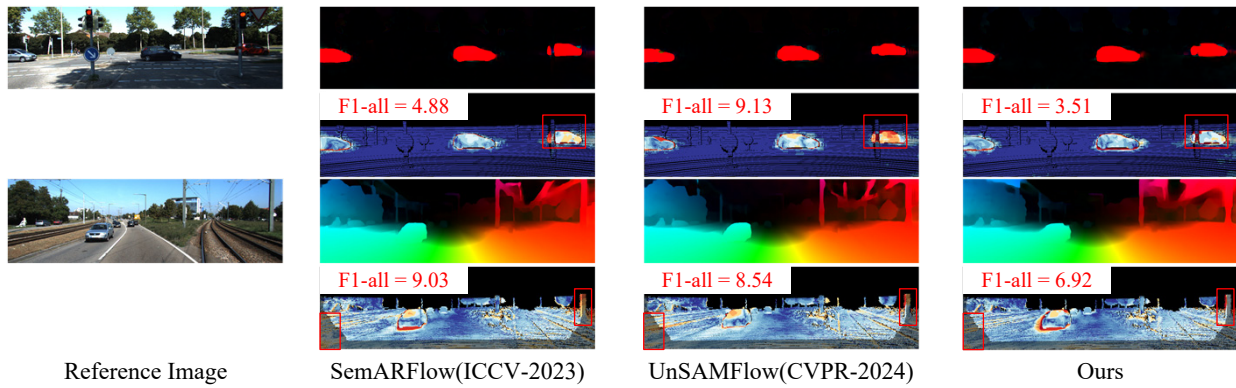 F1-all = 4.88
F1-all = 9.13
F1-all = 3.51
F1-all = 9.03
F1-all = 8.54
F1-all = 6.92
Reference Image
SemARFlow(ICCV-2023)
UnSAMFlow(CVPR-2024)
Ours